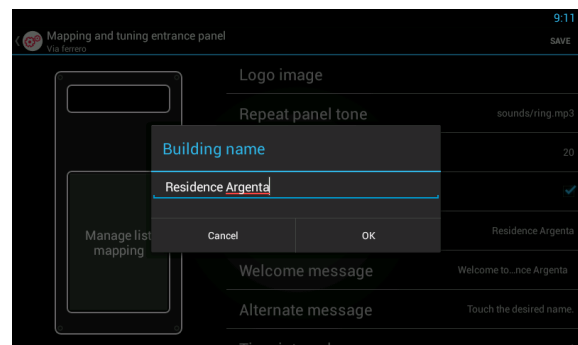 9:11
Mapping and tuning entrance panel
Via ferrero
SAVE
Logo image
Repeat panel tone
sounds/ring.mp3
20
Building name
Residence Argenta
Cancel
OK
Manage list
mapping
Residence Argenta
Welcome message
Welcome to...nce Argenta
Alternate message
Touch the desired name.